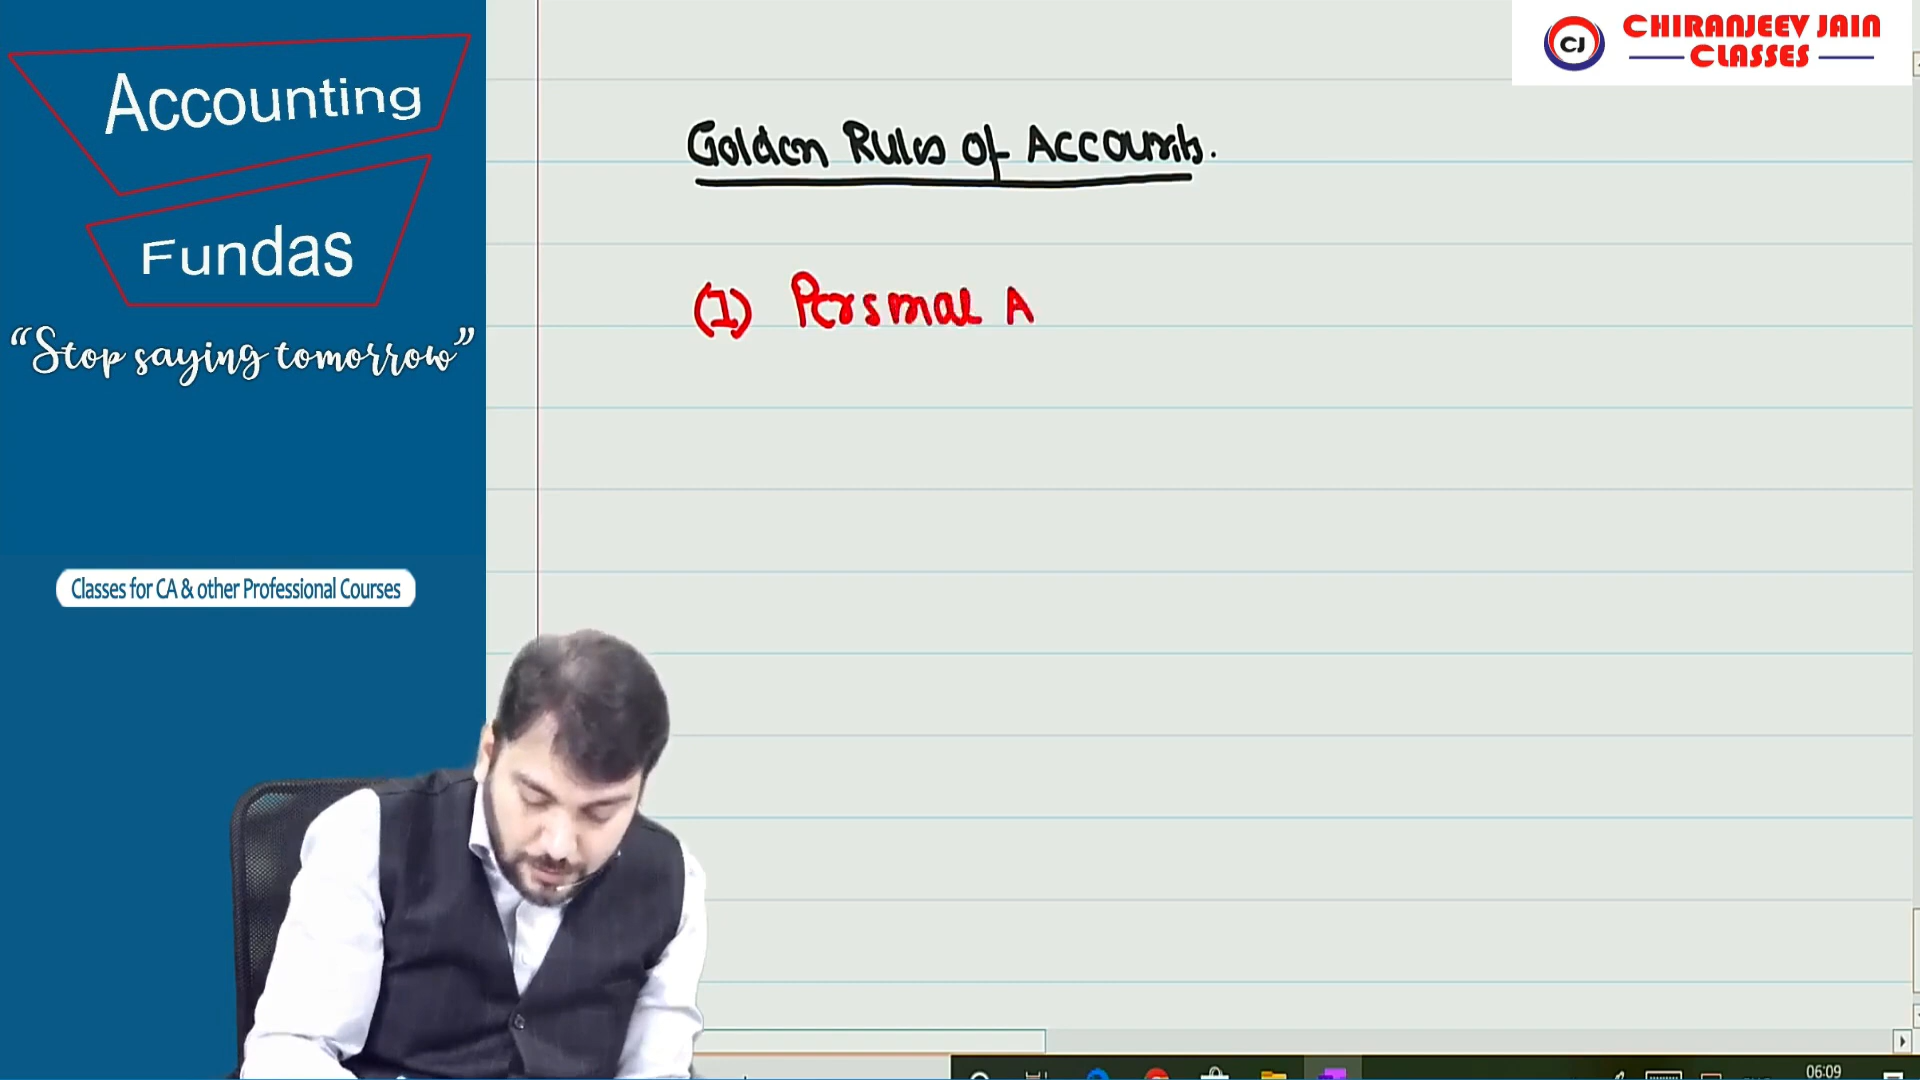 Accounting
Fundas
“Stop saying tomorrow”
Classes for CA & other Professional Courses
CJ
CHIRANJEEV JAIN
CLASSES
Golden Rules of Accounts.
(I) Personal A
06:09